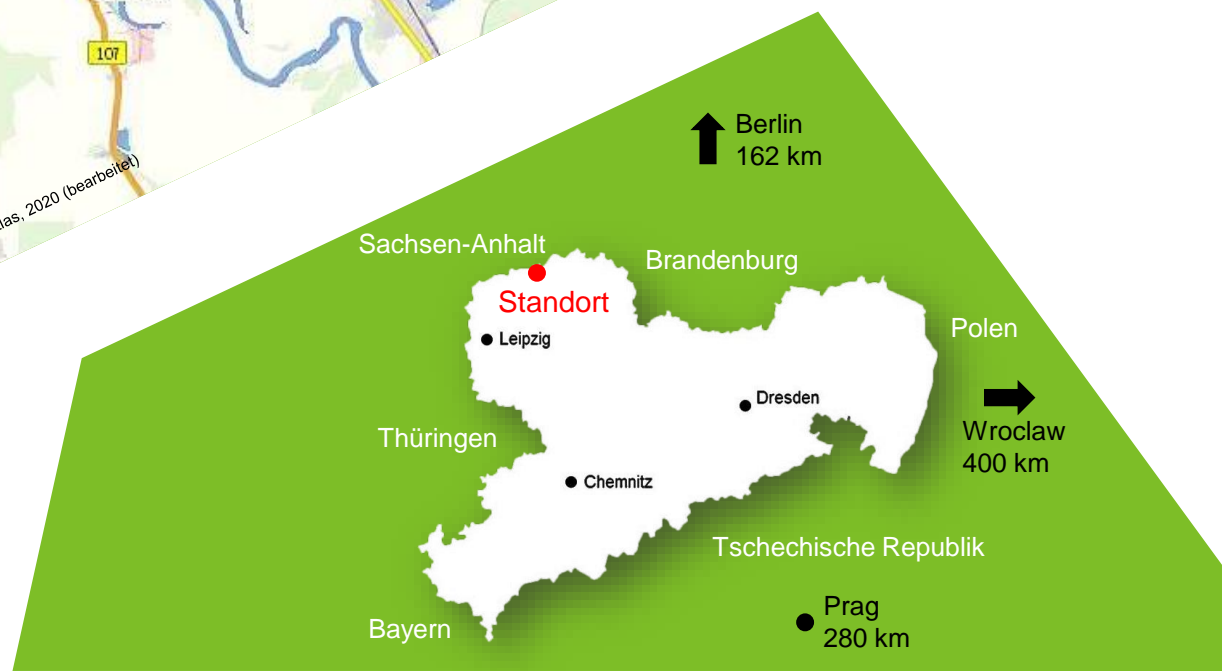 107
las, 2020 (bearbeitet)
Berlin
162 km
Sachsen-Anhalt
Brandenburg
Standort
Polen
Leipzig
Dresden
Wroclaw
400 km
Thüringen
Chemnitz
Tschechische Republik
Prag
280 km
Bayern